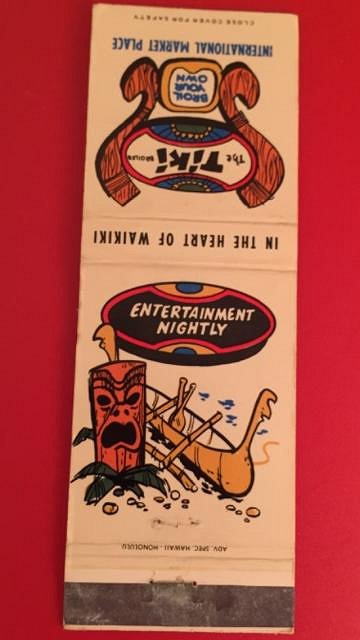 CLOSE COVER FOR SAFETY
INTERNATIONAL MARKET PLACE
BROIL
YOUR
OWN
The Tiki BROILER
IN THE HEART OF WAIKIKI
ENTERTAINMENT
NIGHTLY
ADV. SPEC. HAWAII - HONOLULU